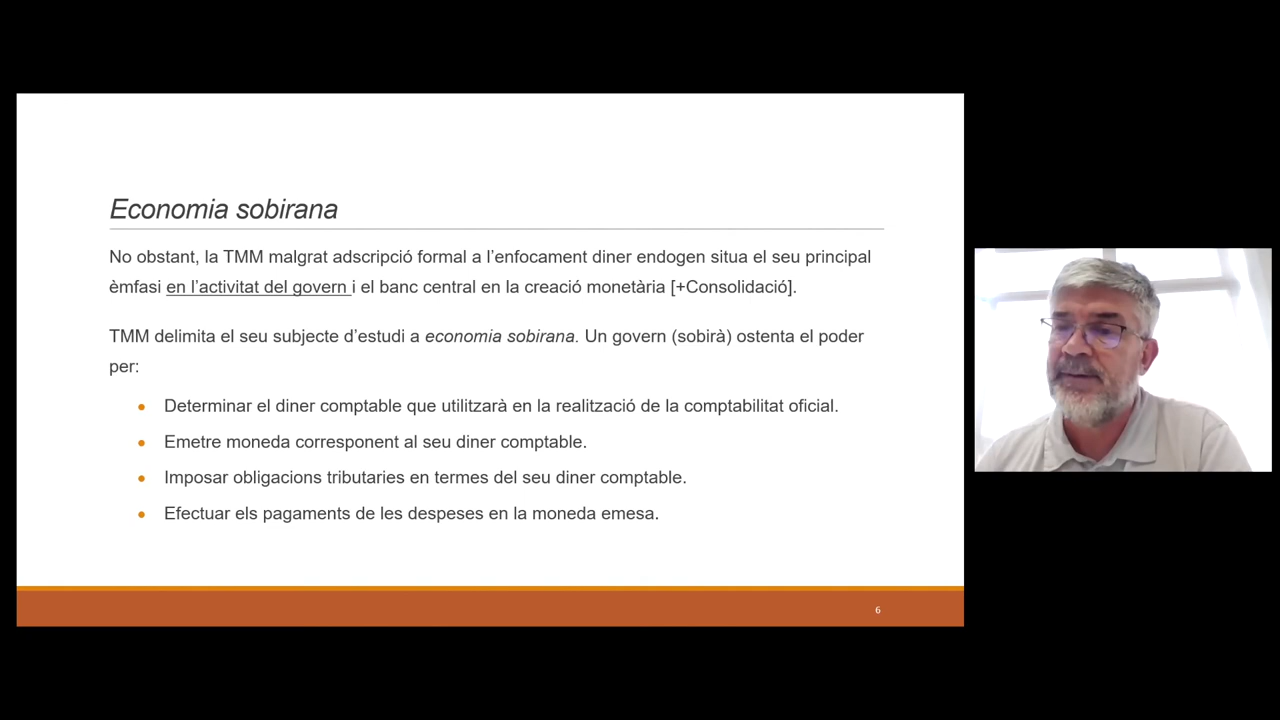 Economia sobirana
No obstant, la TMM malgrat adscripció formal a l’enfocament diner endogen situa el seu principal
èmfasi en l’activitat del govern i el banc central en la creació monetària [+Consolidació].
TMM delimita el seu subjecte d’estudi a economia sobirana. Un govern (sobirà) ostenta el poder
per:
• Determinar el diner comptable que utilitzarà en la realització de la comptabilitat oficial.
• Emetre moneda corresponent al seu diner comptable.
• Imposar obligacions tributaries en termes del seu diner comptable.
• Efectuar els pagaments de les despeses en la moneda emesa.
6